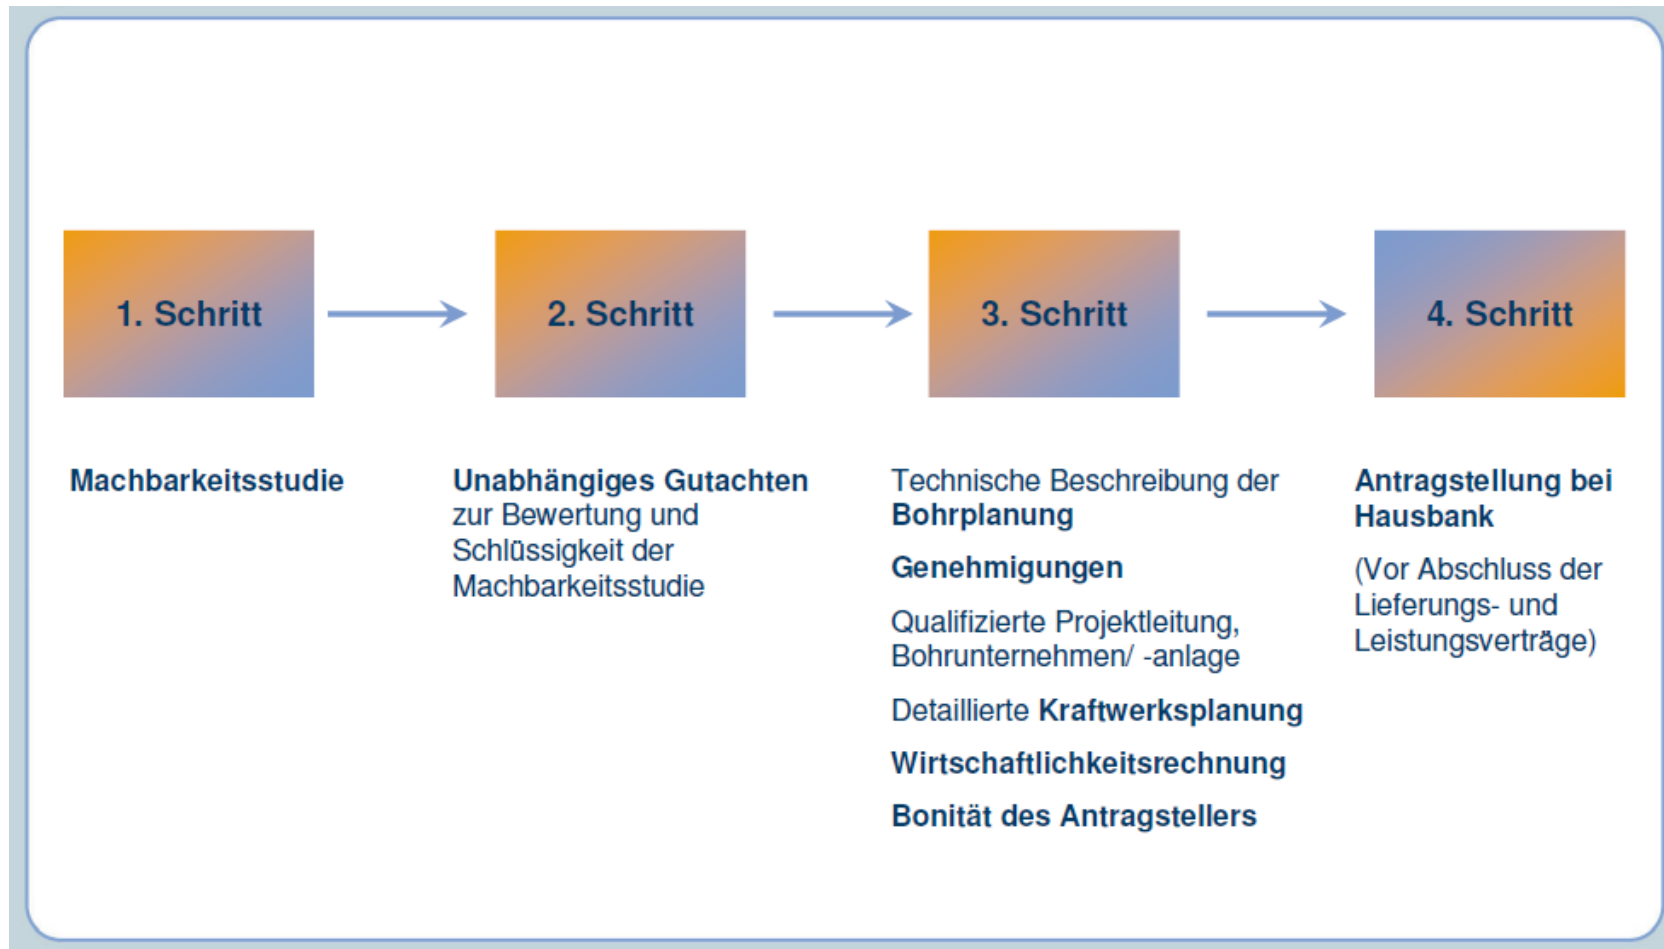 1. Schritt
2. Schritt
3. Schritt
4. Schritt
Machbarkeitsstudie
Unabhängiges Gutachten
zur Bewertung und
Schlüssigkeit der
Machbarkeitsstudie
Technische Beschreibung der
Bohrplanung
Genehmigungen
Qualifizierte Projektleitung,
Bohrunternehmen/ -anlage
Detaillierte Kraftwerksplanung
Wirtschaftlichkeitsrechnung
Bonität des Antragstellers
Antragstellung bei
Hausbank
(Vor Abschluss der
Lieferungs- und
Leistungsverträge)